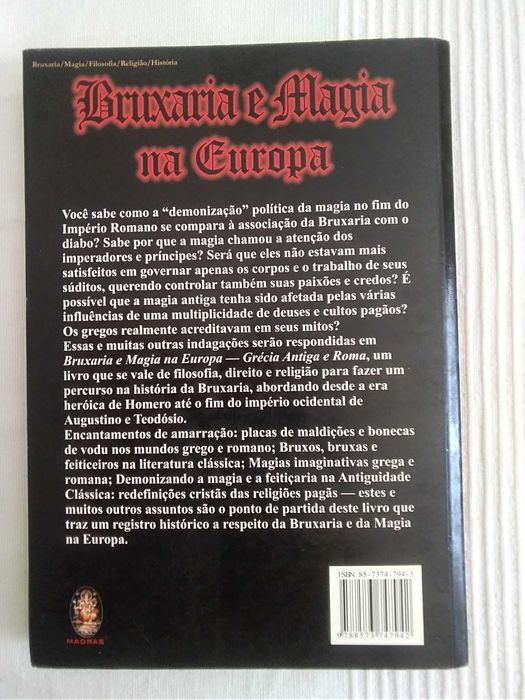 Bruxaria/Magia/Filosofia/Religião/História
Bruxaria e Magia
na Europa
Você sabe como a “demonização” política da magia no fim do
Império Romano se compara à associação da Bruxaria com o
diabo? Sabe por que a magia chamou a atenção dos
imperadores e príncipes? Será que eles não estavam mais
satisfeitos em governar apenas os corpos e o trabalho de seus
súditos, querendo controlar também suas paixões e credos? É
possível que a magia antiga tenha sido afetada pelas várias
influências de uma multiplicidade de deuses e cultos pagãos?
Os gregos realmente acreditavam em seus mitos?
Essas e muitas outras indagações serão respondidas em
Bruxaria e Magia na Europa — Grécia Antiga e Roma, um
livro que se vale de filosofia, direito e religião para fazer um
percurso na história da Bruxaria, abordando desde a era
heróica de Homero até o fim do império ocidental de
Augustino e Teodósio.
Encantamentos de amarração: placas de maldições e bonecas
de vodu nos mundos grego e romano; Bruxos, bruxas e
feiticeiros na literatura clássica; Magias imaginativas grega e
romana; Demonizando a magia e a feitiçaria na Antiguidade
Clássica: redefinições cristãs das religiões pagãs — estes e
muitos outros assuntos são o ponto de partida deste livro que
traz um registro histórico a respeito da Bruxaria e da Magia
na Europa.
ISBN 85-7374-794-3
9788573747942
MADRAS